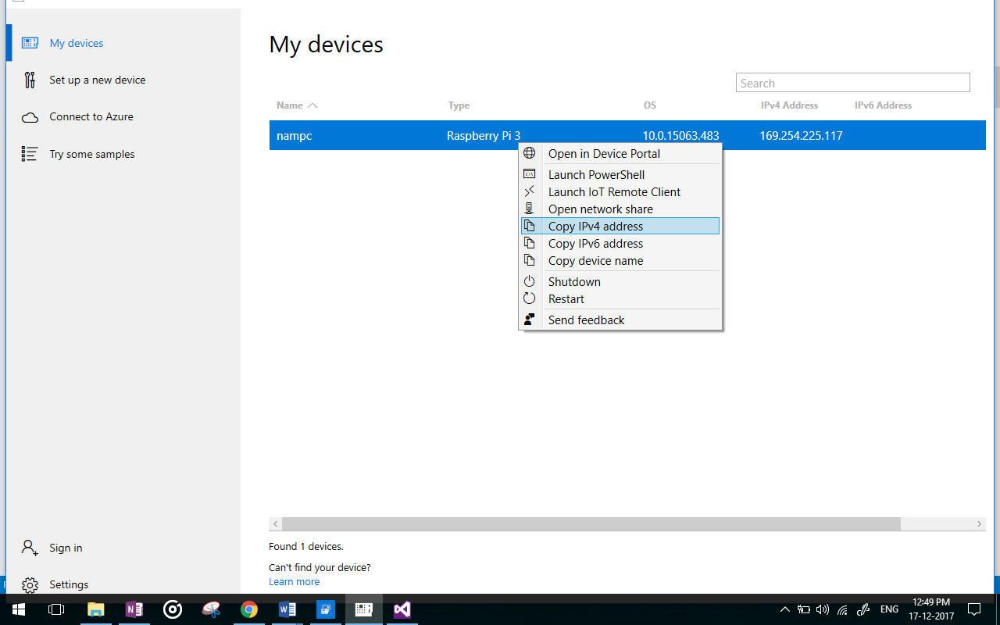 My devices
Set up a new device
Connect to Azure
Try some samples
Sign in
Settings
My devices
Search
Name Type OS IPv4 Address IPv6 Address
nampc Raspberry Pi 3 10.0.15063.483 169.254.225.117
Open in Device Portal
Launch PowerShell
Launch IoT Remote Client
Open network share
Copy IPv4 address
Copy IPv6 address
Copy device name
Shutdown
Restart
Send feedback
Found 1 devices.
Can't find your device?
Learn more
ENG
12:49 PM
17-12-2017